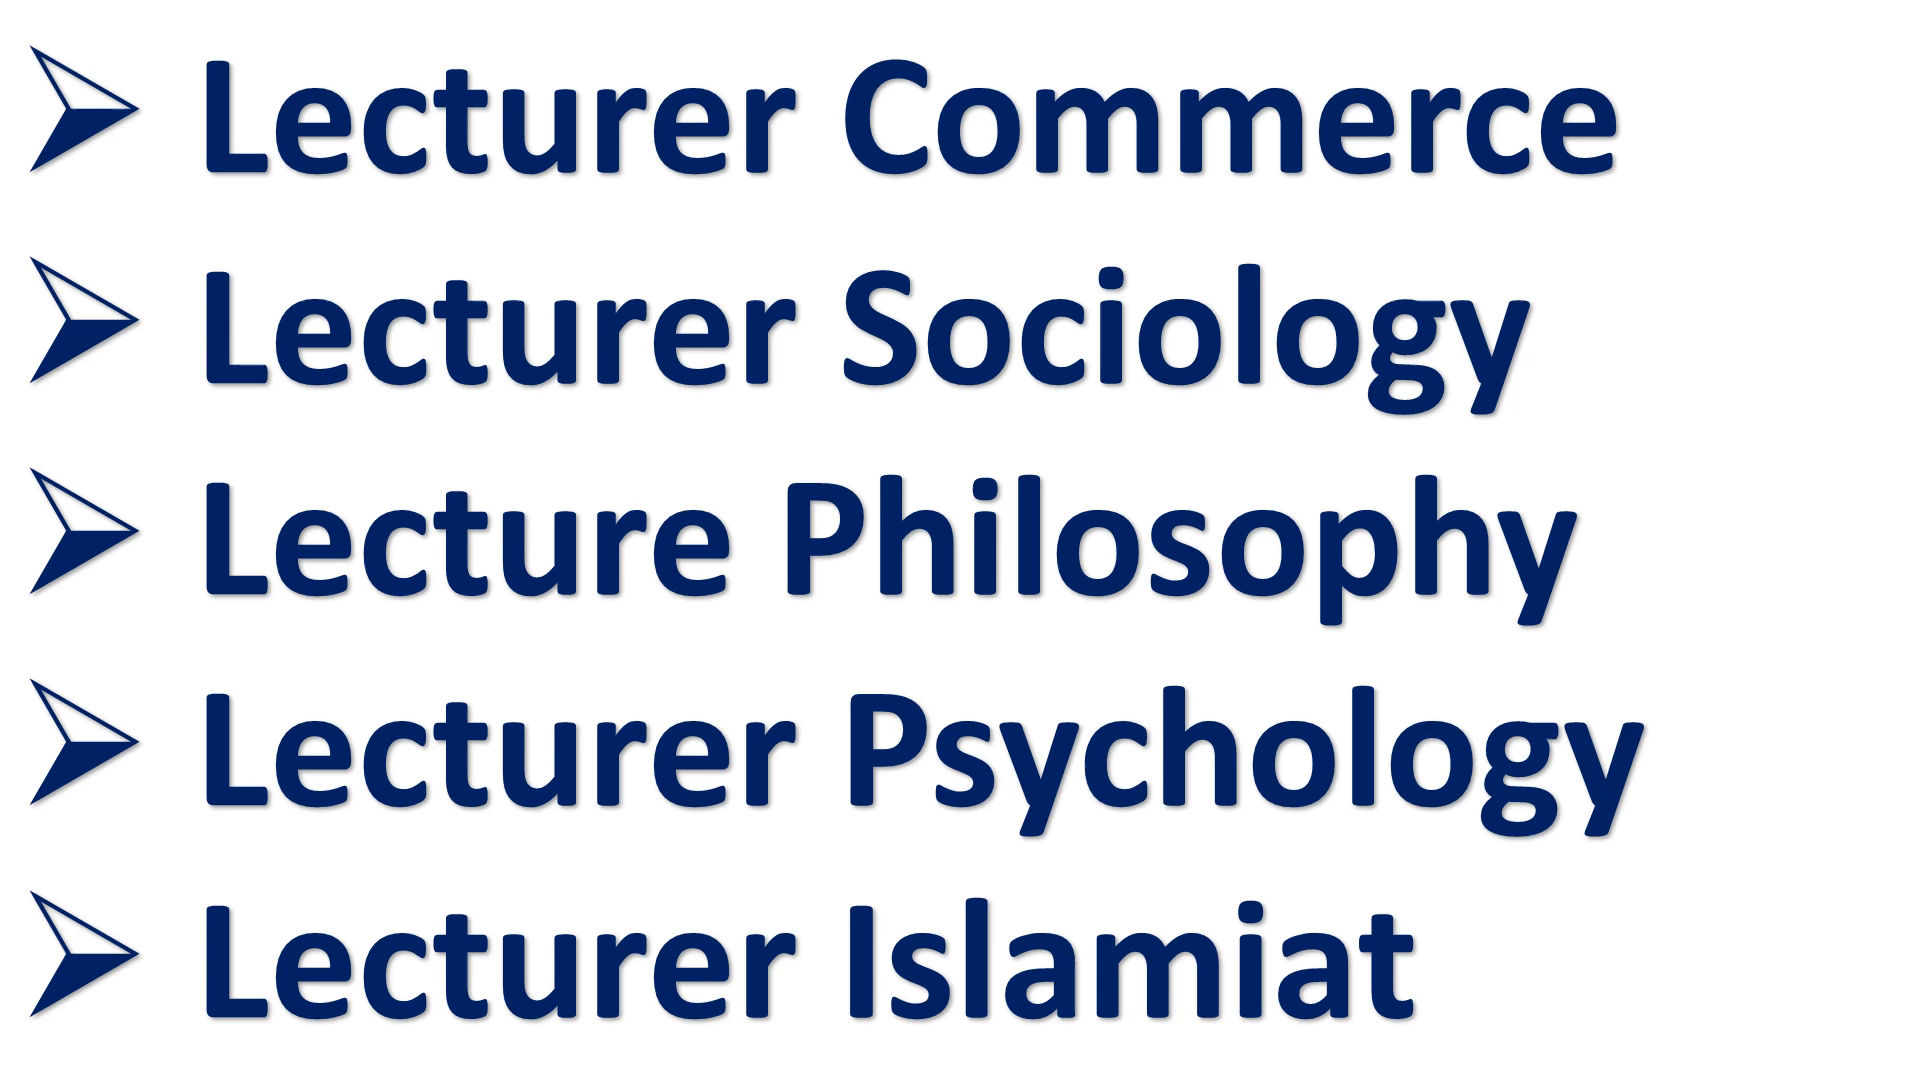 ➢ Lecturer Commerce
➢ Lecturer Sociology
➢ Lecture Philosophy
➢ Lecturer Psychology
➢ Lecturer Islamiat